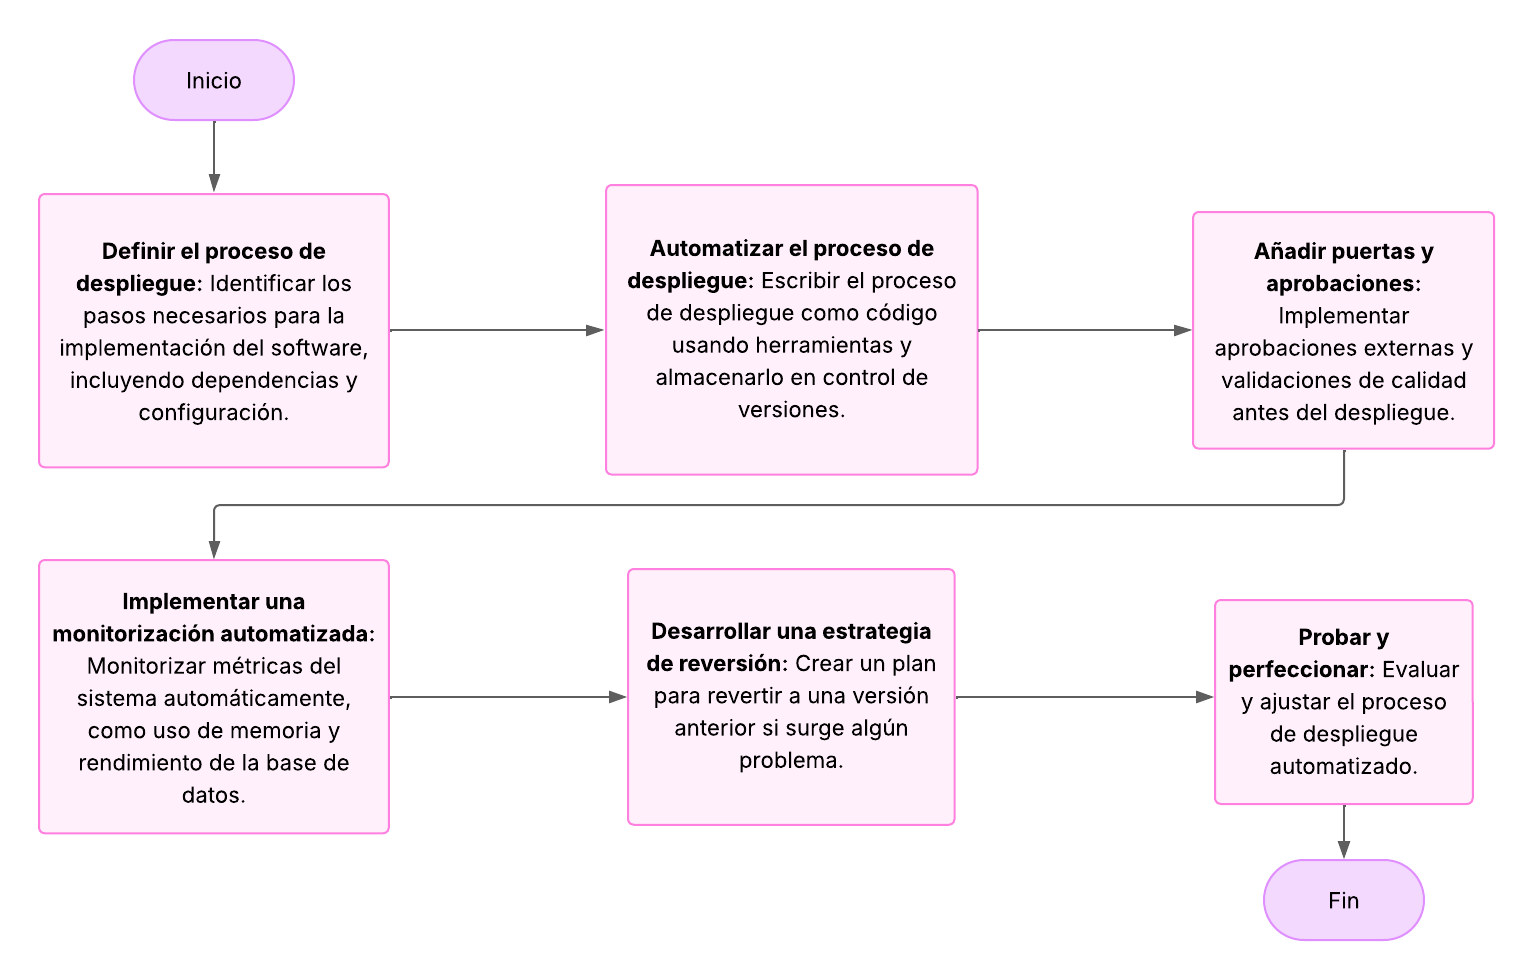 Inicio
Definir el proceso de
despliegue: Identificar los
pasos necesarios para la
implementación del software,
incluyendo dependencias y
configuración.
Automatizar el proceso de
despliegue: Escribir el proceso
de despliegue como código
usando herramientas y
almacenarlo en control de
versiones.
Añadir puertas y
aprobaciones:
Implementar
aprobaciones externas y
validaciones de calidad
antes del despliegue.
Implementar una
monitorización automatizada:
Monitorizar métricas del
sistema automáticamente,
como uso de memoria y
rendimiento de la base de
datos.
Desarrollar una estrategia
de reversión: Crear un plan
para revertir a una versión
anterior si surge algún
problema.
Probar y
perfeccionar: Evaluar
y ajustar el proceso
de despliegue
automatizado.
Fin